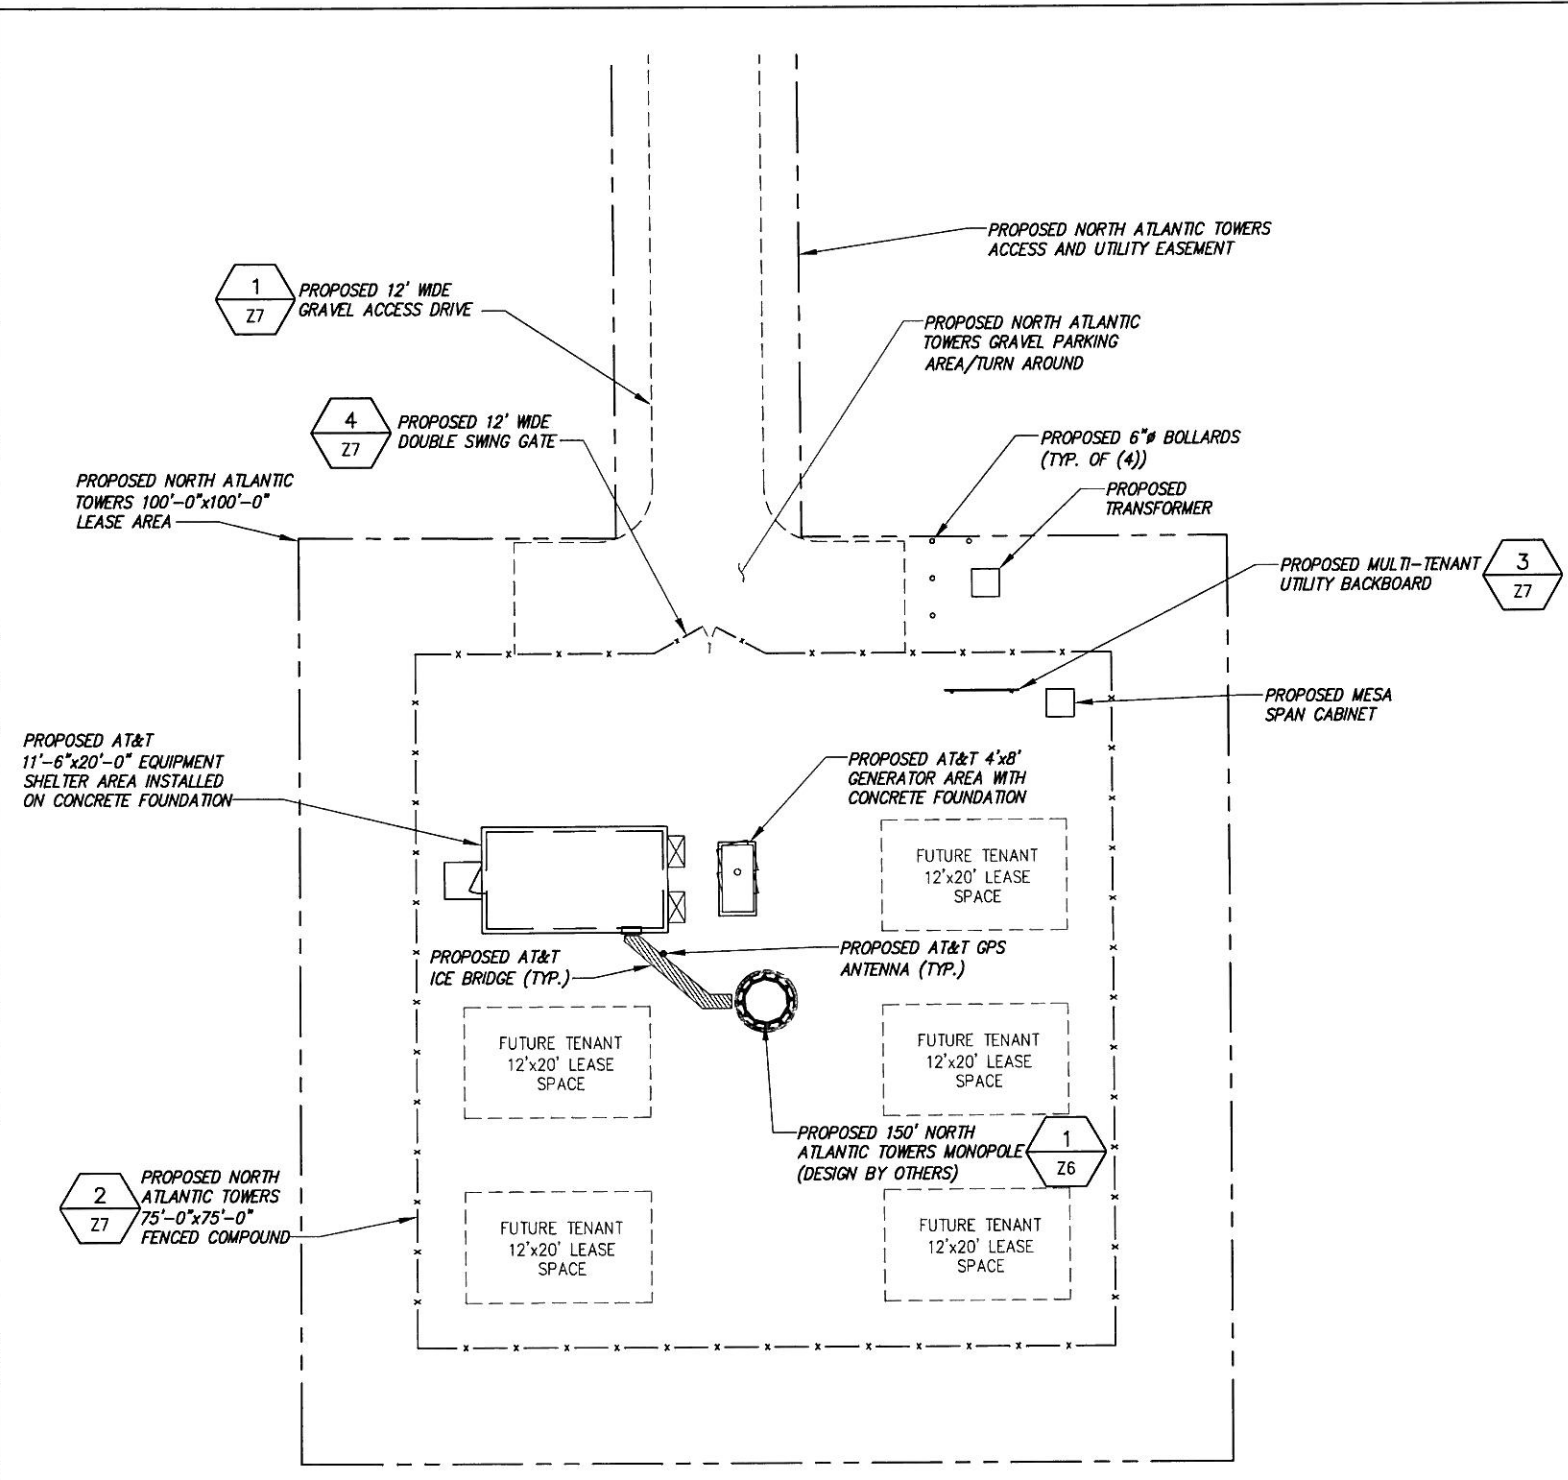 PROPOSED NORTH ATLANTIC TOWERS
ACCESS AND UTILITY EASEMENT
1
Z7
PROPOSED 12' WIDE
GRAVEL ACCESS DRIVE
PROPOSED NORTH ATLANTIC
TOWERS GRAVEL PARKING
AREA/TURN AROUND
4
Z7
PROPOSED 12' WIDE
DOUBLE SWING GATE
PROPOSED 6"ø BOLLARDS
(TYP. OF (4))
PROPOSED NORTH ATLANTIC
TOWERS 100'-0"x100'-0"
LEASE AREA
PROPOSED
TRANSFORMER
PROPOSED MULTI-TENANT
UTILITY BACKBOARD
3
Z7
PROPOSED MESA
SPAN CABINET
PROPOSED AT&T
11'-6"x20'-0" EQUIPMENT
SHELTER AREA INSTALLED
ON CONCRETE FOUNDATION
PROPOSED AT&T 4'x8'
GENERATOR AREA WITH
CONCRETE FOUNDATION
FUTURE TENANT
12'x20' LEASE
SPACE
PROPOSED AT&T
ICE BRIDGE (TYP.)
PROPOSED AT&T GPS
ANTENNA (TYP.)
FUTURE TENANT
12'x20' LEASE
SPACE
FUTURE TENANT
12'x20' LEASE
SPACE
PROPOSED 150' NORTH
ATLANTIC TOWERS MONOPOLE
(DESIGN BY OTHERS)
1
Z6
2
Z7
PROPOSED NORTH
ATLANTIC TOWERS
75'-0"x75'-0"
FENCED COMPOUND
FUTURE TENANT
12'x20' LEASE
SPACE
FUTURE TENANT
12'x20' LEASE
SPACE